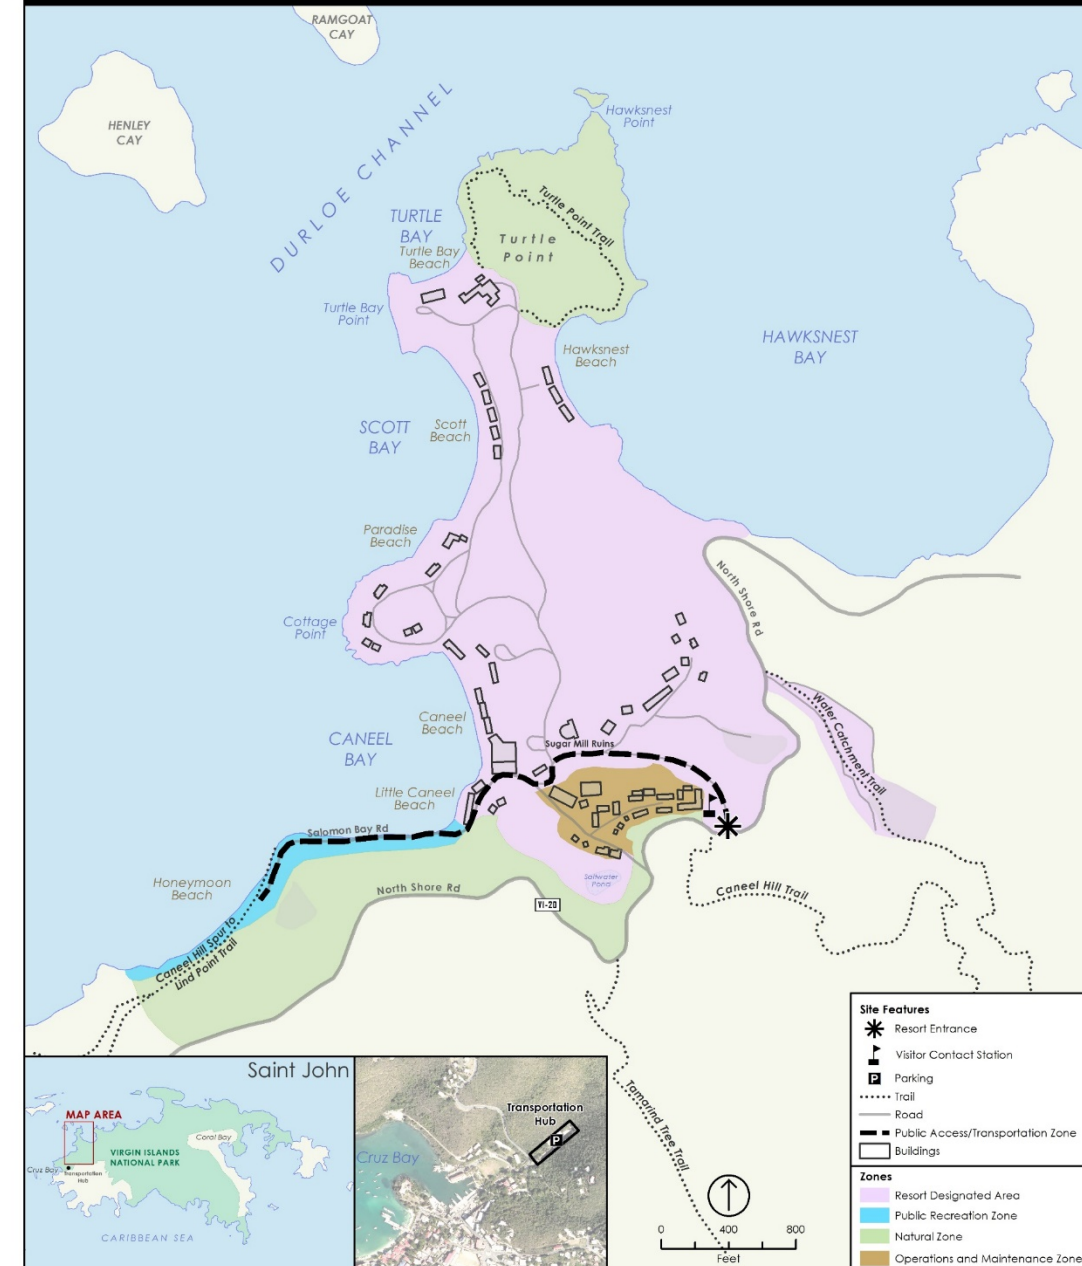 RAMGOAT
CAY
HENLEY
CAY
DURLOE CHANNEL
Hawksnest
Point
TURTLE
BAY
Turtle Bay
Beach
Turtle Point Trail
Turtle
Point
Turtle Bay
Point
Hawksnest
Beach
HAWKSNEST
BAY
SCOTT
BAY
Scott
Beach
Paradise
Beach
North Shore Rd
Cottage
Point
Water Catchment Trail
Caneel
Beach
CANEEL
BAY
Sugar Mill Ruins
Little Caneel
Beach
Salomon Bay Rd
Honeymoon
Beach
North Shore Rd
Saltwater
Pond
Caneel Hill Trail
VI-20
Caneel Hill Spur to
Lind Point Trail
Tamarind Tree Trail
Saint John
MAP AREA
Coral Bay
VIRGIN ISLANDS
NATIONAL PARK
Cruz Bay
Transportation
Hub
CARIBBEAN SEA
Transportation
Hub
P
Cruz Bay
0 400 800
Feet
Site Features
Resort Entrance
Visitor Contact Station
P Parking
Trail
Road
Public Access/Transportation Zone
Buildings
Zones
Resort Designated Area
Public Recreation Zone
Natural Zone
Operations and Maintenance Zone